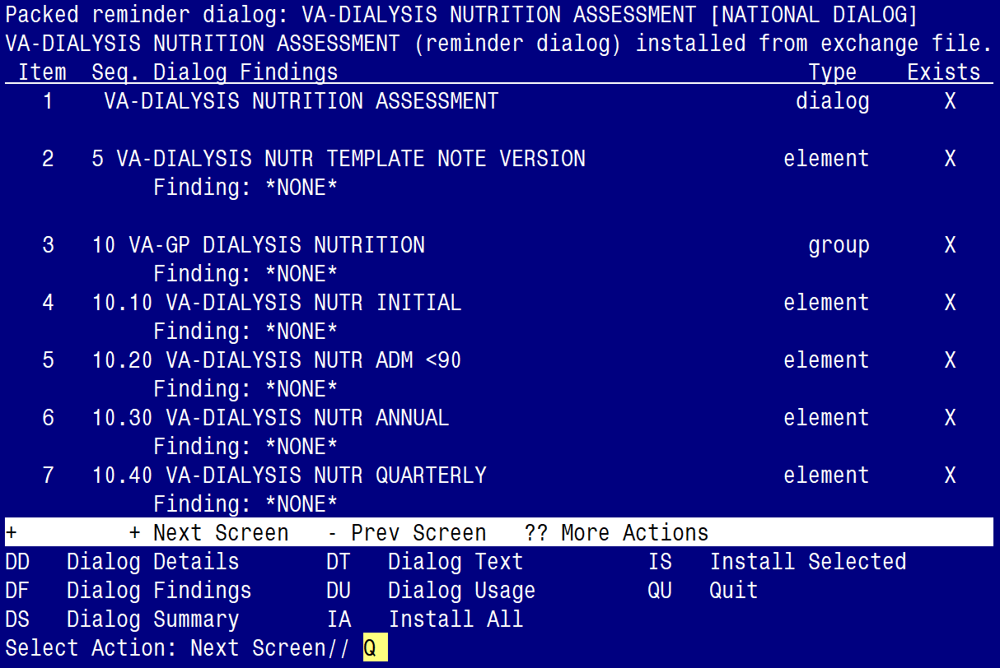 Packed reminder dialog: VA-DIALYSIS NUTRITION ASSESSMENT [NATIONAL DIALOG]
VA-DIALYSIS NUTRITION ASSESSMENT (reminder dialog) installed from exchange file.
Item  Seq. Dialog Findings  Type  Exists
1  VA-DIALYSIS NUTRITION ASSESSMENT  dialog  X
2  5 VA-DIALYSIS NUTR TEMPLATE NOTE VERSION  element  X
Finding: *NONE*
3  10 VA-GP DIALYSIS NUTRITION  group  X
Finding: *NONE*
4  10.10 VA-DIALYSIS NUTR INITIAL  element  X
Finding: *NONE*
5  10.20 VA-DIALYSIS NUTR ADM <90  element  X
Finding: *NONE*
6  10.30 VA-DIALYSIS NUTR ANNUAL  element  X
Finding: *NONE*
7  10.40 VA-DIALYSIS NUTR QUARTERLY  element  X
Finding: *NONE*
+  + Next Screen  - Prev Screen  ?? More Actions
DD  Dialog Details  DT  Dialog Text  IS  Install Selected
DF  Dialog Findings  DU  Dialog Usage  QU  Quit
DS  Dialog Summary  IA  Install All
Select Action: Next Screen// Q